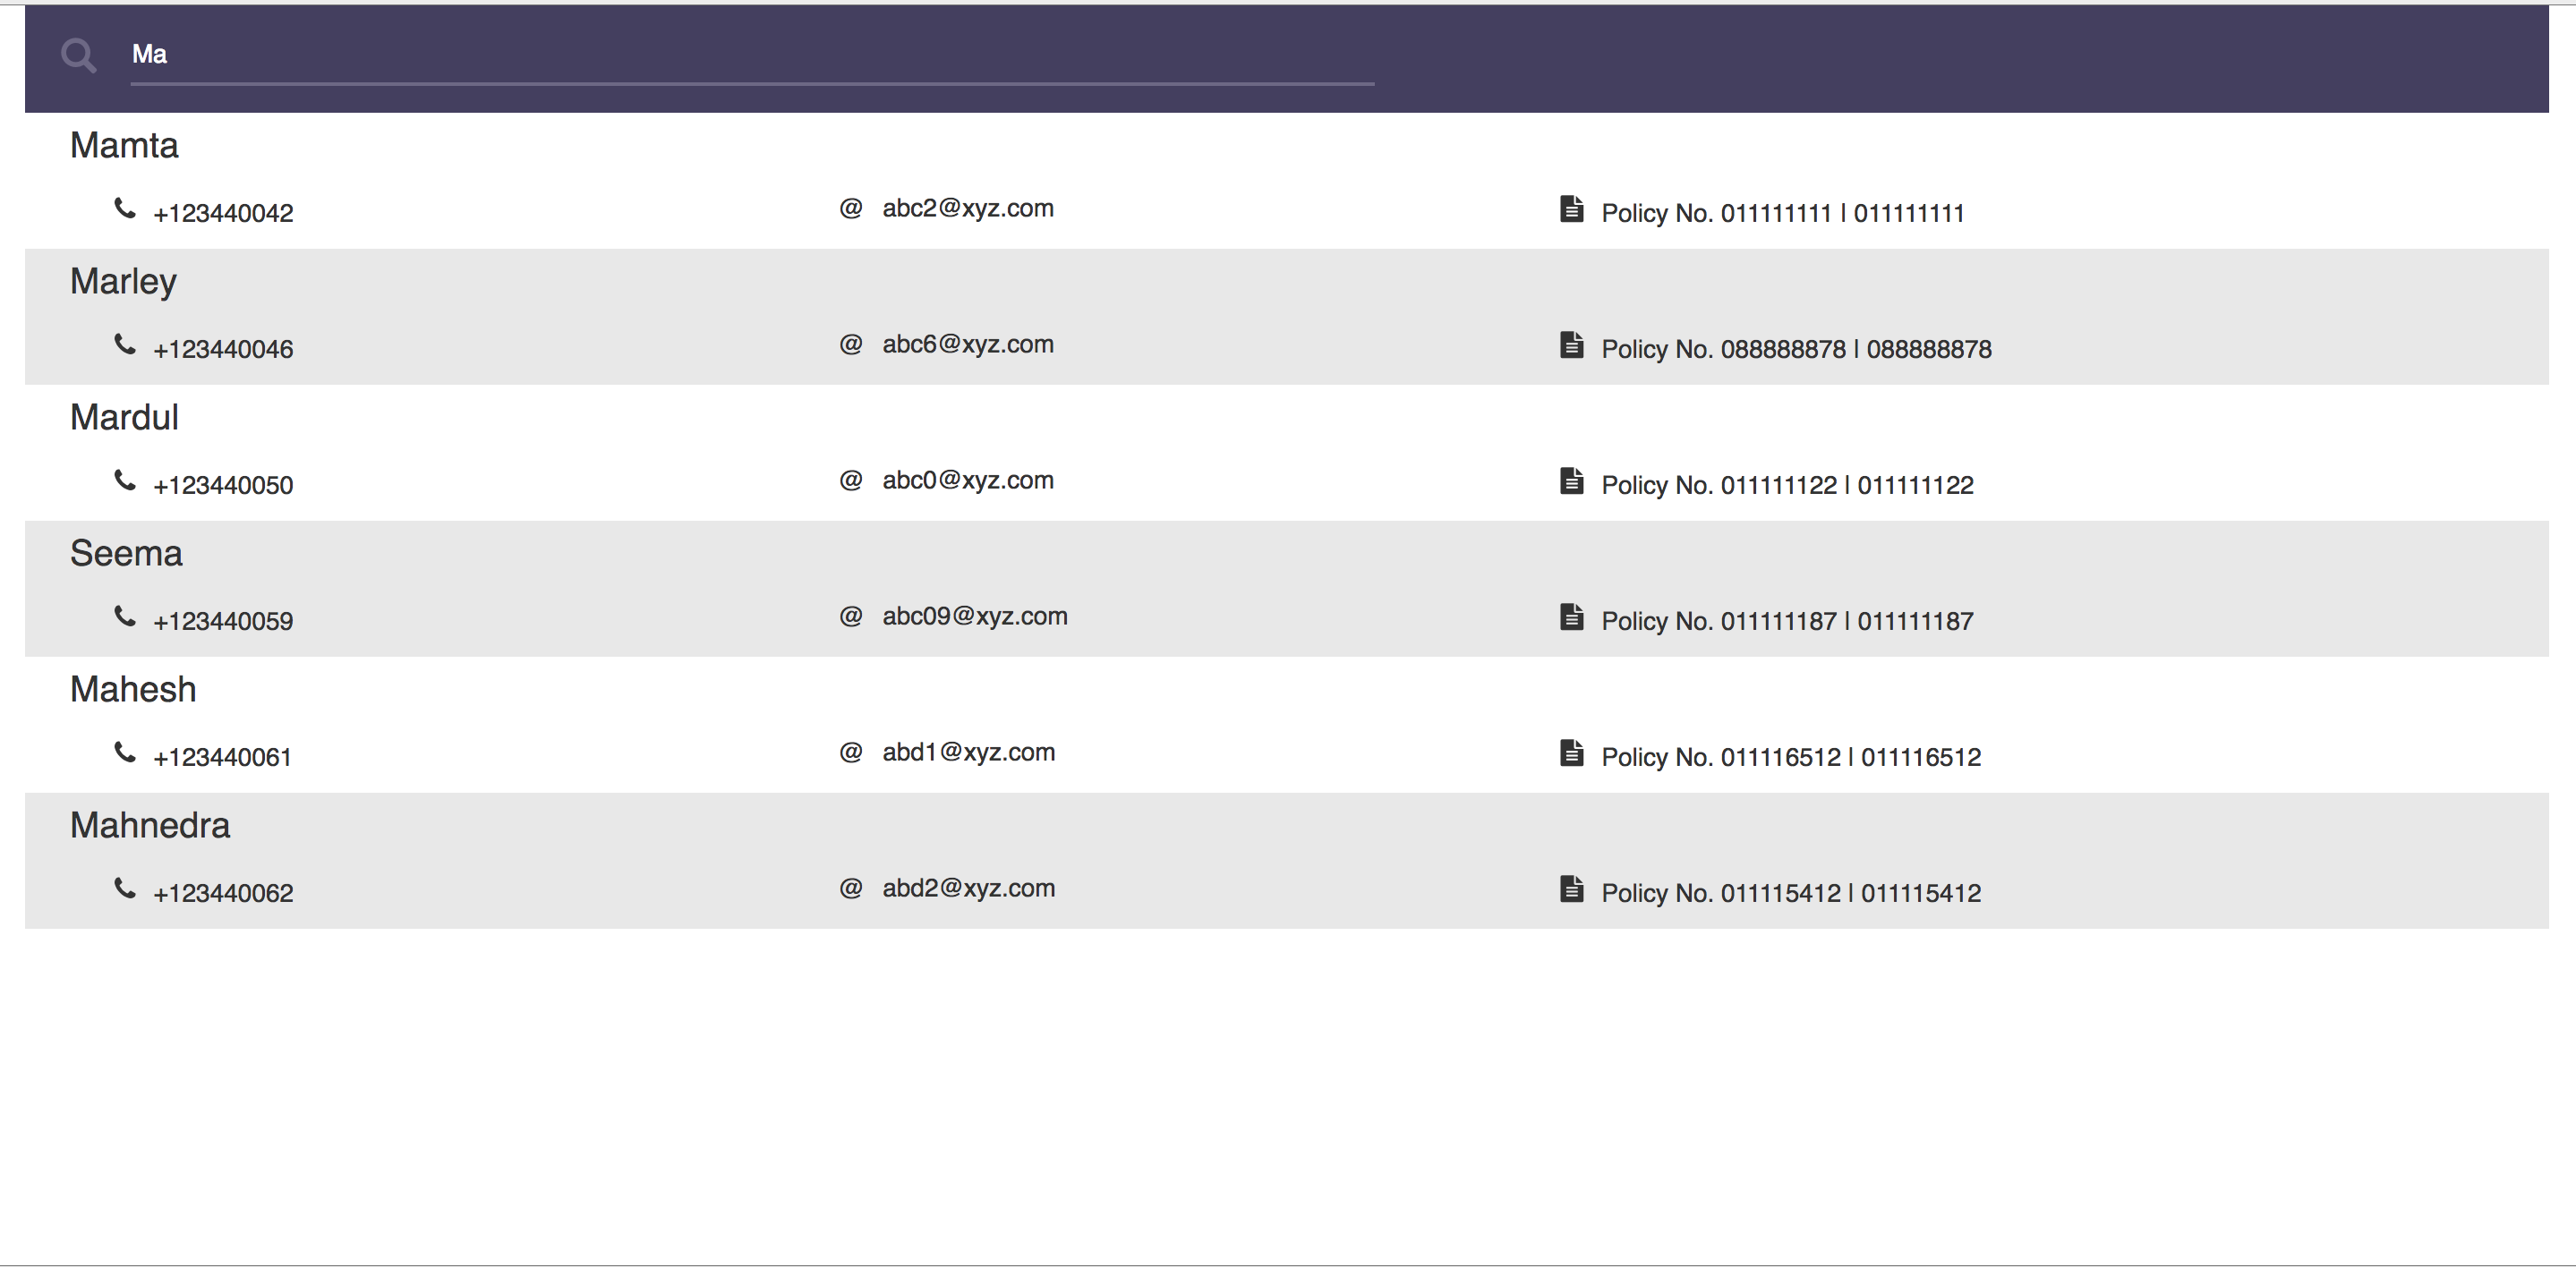 Ma
Mamta
+123440042 @ abc2@xyz.com Policy No. 011111111 | 011111111
Marley
+123440046 @ abc6@xyz.com Policy No. 088888878 | 088888878
Mardul
+123440050 @ abc0@xyz.com Policy No. 011111122 | 011111122
Seema
+123440059 @ abc09@xyz.com Policy No. 011111187 | 011111187
Mahesh
+123440061 @ abd1@xyz.com Policy No. 011116512 | 011116512
Mahnedra
+123440062 @ abd2@xyz.com Policy No. 011115412 | 011115412